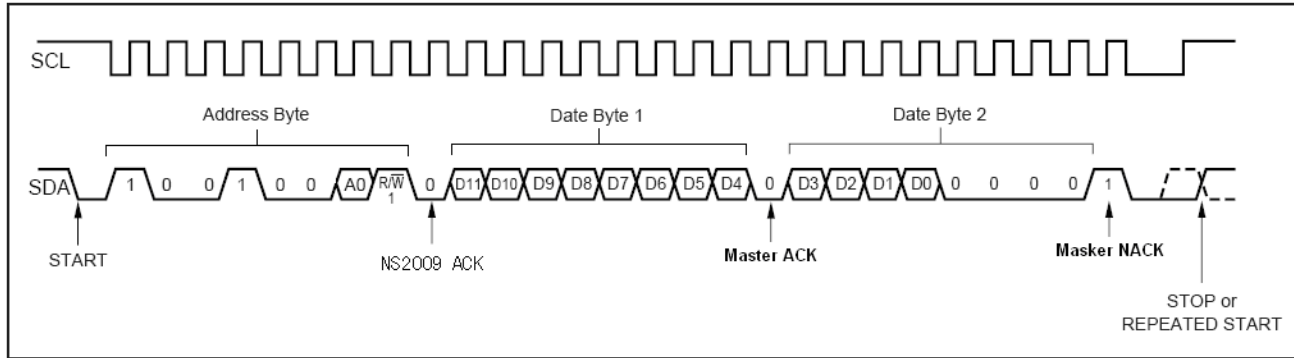 SCL
Address Byte
Date Byte 1
Date Byte 2
SDA
1 0 0 1 0 0 A0 R/W̅ 1 0 D11 D10 D9 D8 D7 D6 D5 D4 0 D3 D2 D1 D0 0 0 0 0 1
START
NS2009 ACK
Master ACK
Masker NACK
STOP or
REPEATED START